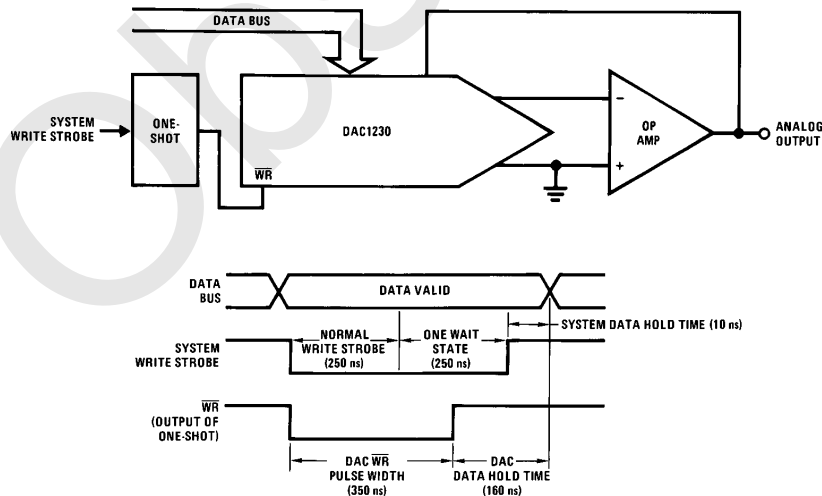 DATA BUS
SYSTEM
WRITE STROBE
ONE-
SHOT
DAC1230
WR
OP
AMP
−
+
ANALOG
OUTPUT
DATA
BUS
DATA VALID
SYSTEM DATA HOLD TIME (10 ns)
SYSTEM
WRITE STROBE
NORMAL
WRITE STROBE
(250 ns)
ONE WAIT
STATE
(250 ns)
WR
(OUTPUT OF
ONE-SHOT)
DAC WR
PULSE WIDTH
(350 ns)
DAC
DATA HOLD TIME
(160 ns)